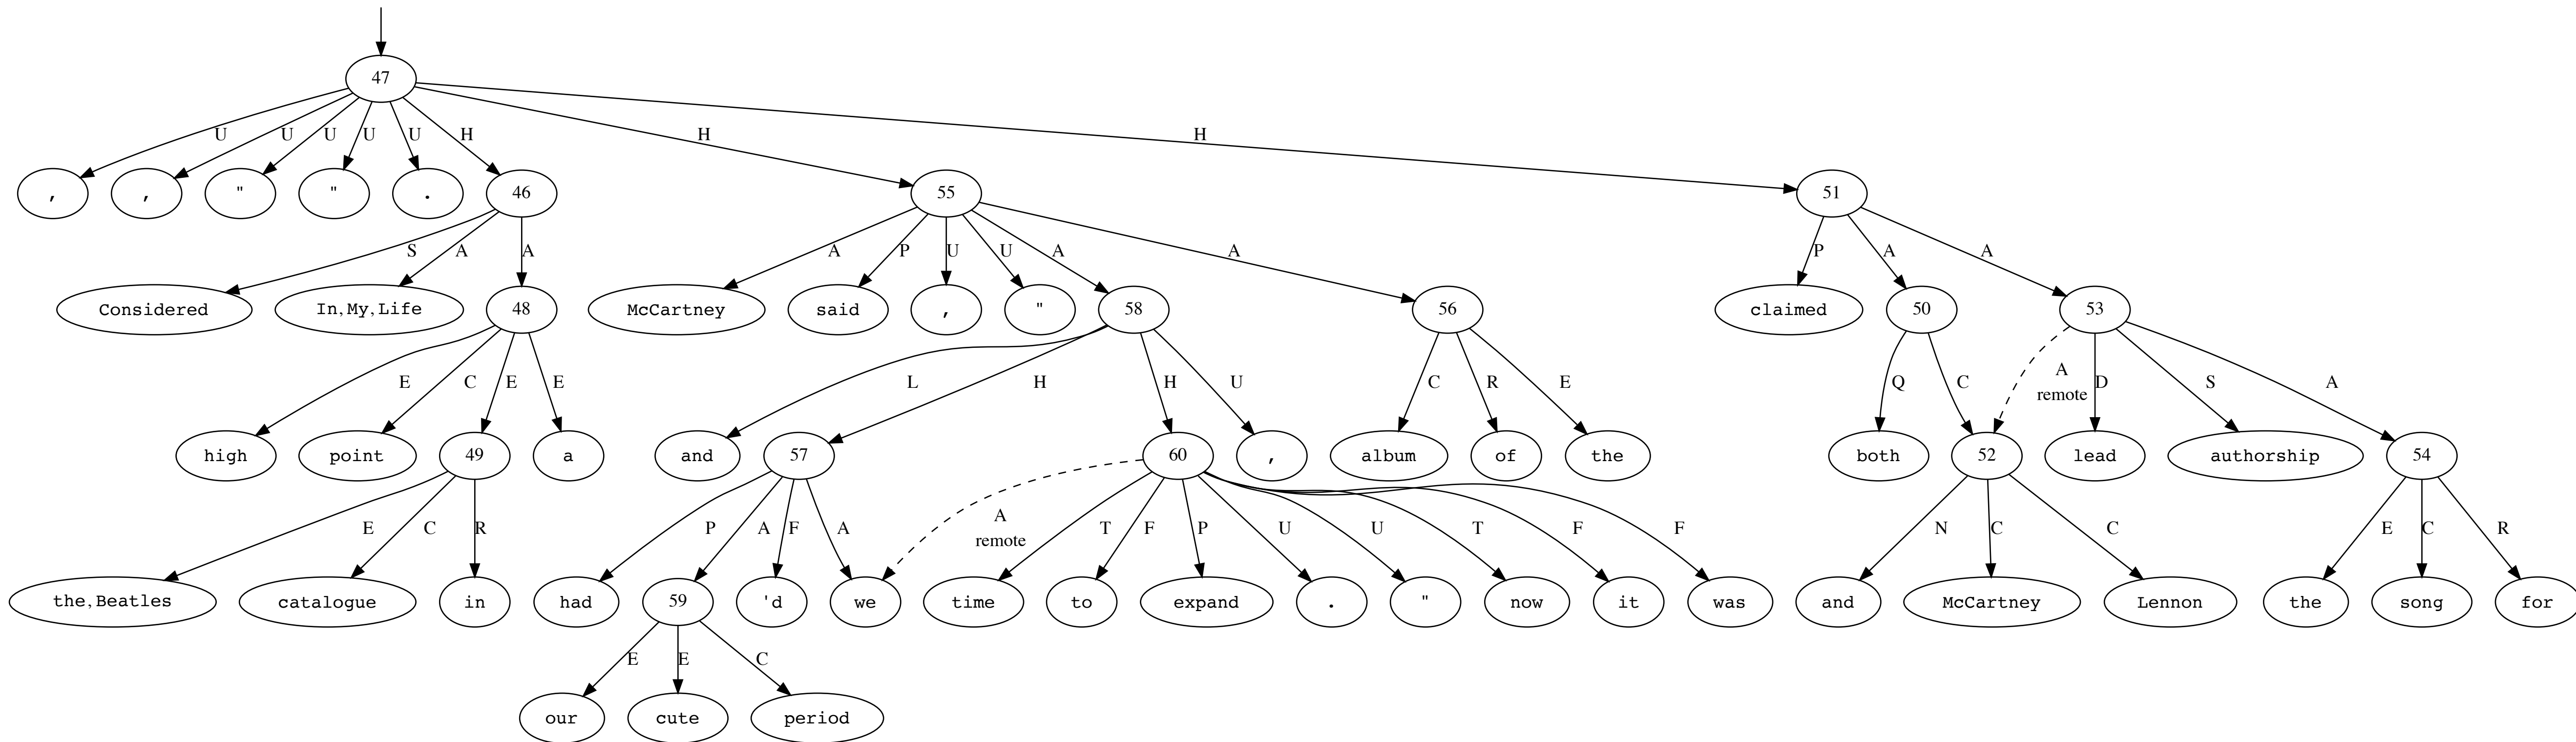 47
U U U U U H H H
, , " " . 46 55 51
S A A A P U U A A P A A
Considered In,My,Life 48 McCartney said , " 58 56 claimed 50 53
E C E E L H H U C R E Q C A remote D S A
high point 49 a and 57 60 , album of the both 52 lead authorship 54
E C R P A F A A remote T F P U U T F F N C C E C R
the,Beatles catalogue in had 59 'd we time to expand . " now it was and McCartney Lennon the song for
E E C
our cute period